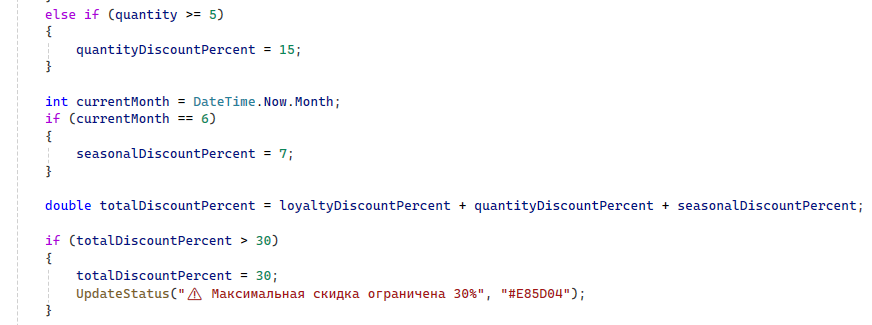 else if (quantity >= 5)
{
quantityDiscountPercent = 15;
}
int currentMonth = DateTime.Now.Month;
if (currentMonth == 6)
{
seasonalDiscountPercent = 7;
}
double totalDiscountPercent = loyaltyDiscountPercent + quantityDiscountPercent + seasonalDiscountPercent;
if (totalDiscountPercent > 30)
{
totalDiscountPercent = 30;
UpdateStatus("⚠ Максимальная скидка ограничена 30%", "#E85D04");
}